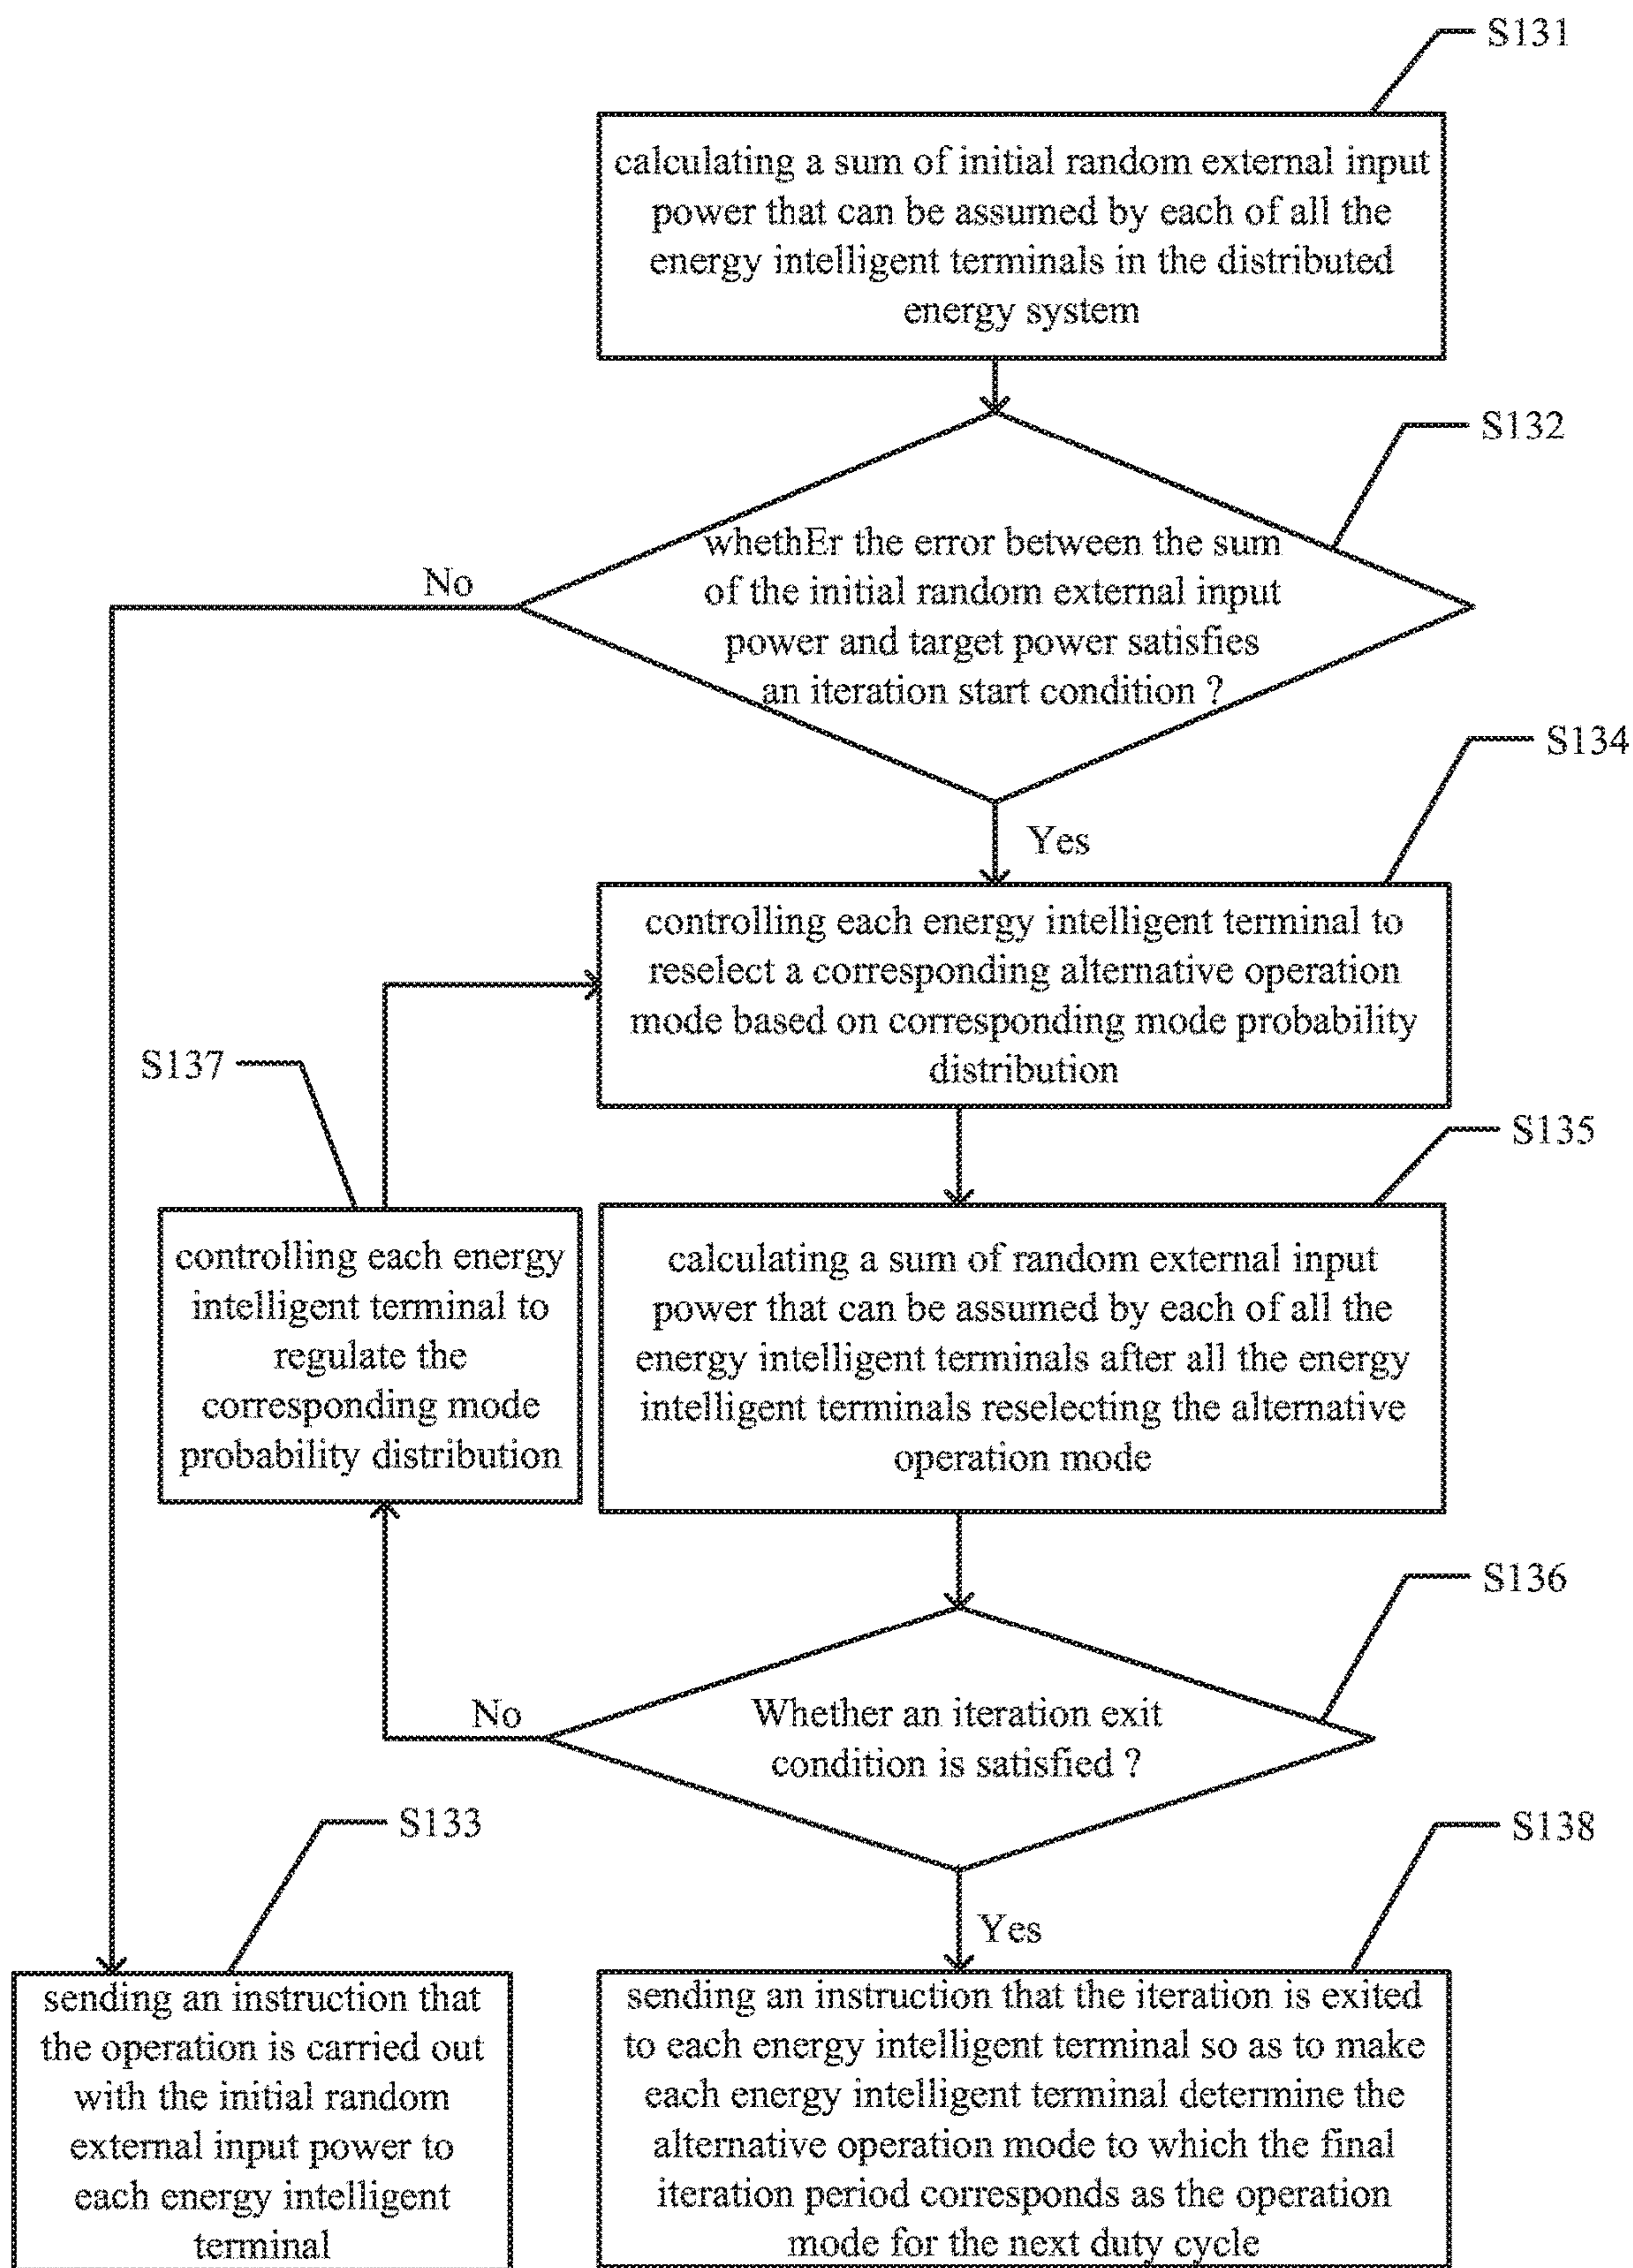 S131
calculating a sum of initial random external input
power that can be assumed by each of all the
energy intelligent terminals in the distributed
energy system
S132
whethEr the error between the sum
of the initial random external input
power and target power satisfies
an iteration start condition ?
No
Yes
S134
controlling each energy intelligent terminal to
reselect a corresponding alternative operation
mode based on corresponding mode probability
distribution
S137
controlling each energy
intelligent terminal to
regulate the
corresponding mode
probability distribution
S135
calculating a sum of random external input
power that can be assumed by each of all the
energy intelligent terminals after all the energy
intelligent terminals reselecting the alternative
operation mode
S136
Whether an iteration exit
condition is satisfied ?
No
Yes
S133
sending an instruction that
the operation is carried out
with the initial random
external input power to
each energy intelligent
terminal
S138
sending an instruction that the iteration is exited
to each energy intelligent terminal so as to make
each energy intelligent terminal determine the
alternative operation mode to which the final
iteration period corresponds as the operation
mode for the next duty cycle